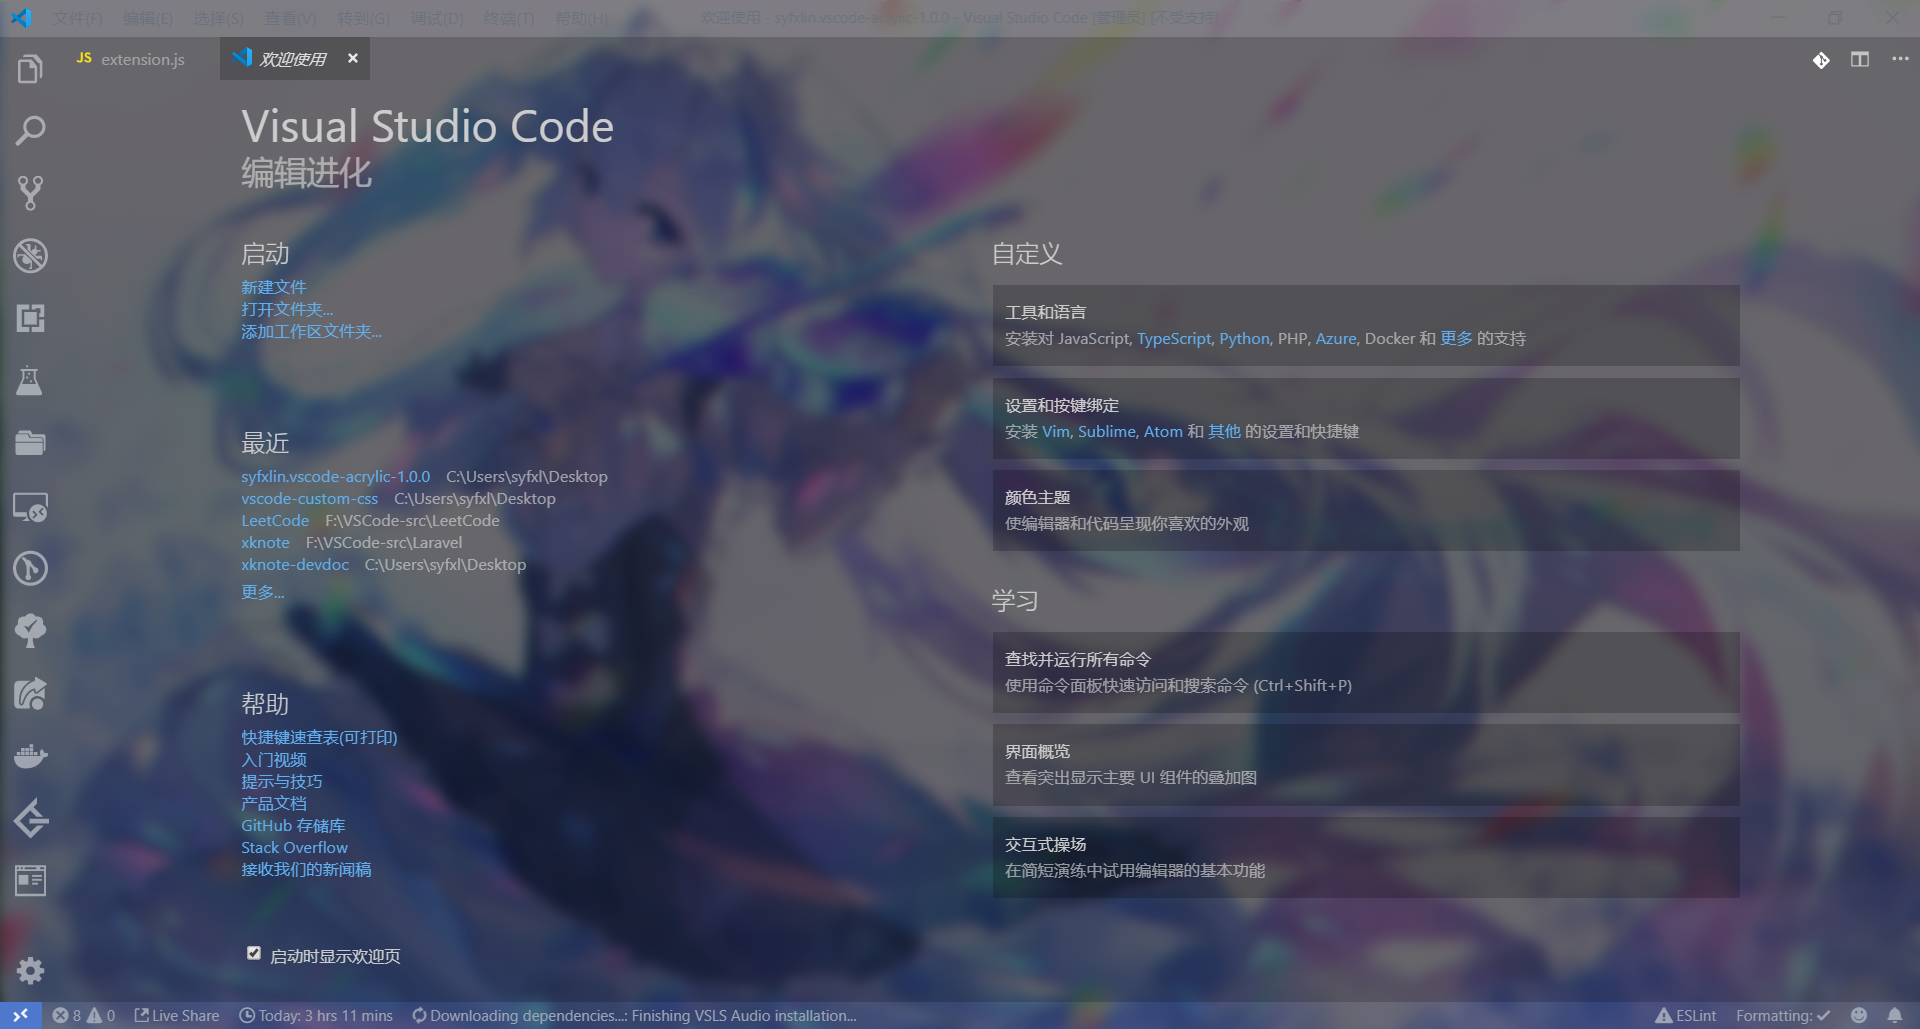 文件(F) 编辑(E) 选择(S) 查看(V) 转到(G) 调试(D) 终端(T) 帮助(H) 欢迎使用 - syfxlin.vscode-acrylic-1.0.0 - Visual Studio Code [管理员] [不受支持]
JS extension.js 欢迎使用 ×
Visual Studio Code
编辑进化
启动
新建文件
打开文件夹...
添加工作区文件夹...
最近
syfxlin.vscode-acrylic-1.0.0 C:\Users\syfxl\Desktop
vscode-custom-css C:\Users\syfxl\Desktop
LeetCode F:\VSCode-src\LeetCode
xknote F:\VSCode-src\Laravel
xknote-devdoc C:\Users\syfxl\Desktop
更多...
帮助
快捷键速查表(可打印)
入门视频
提示与技巧
产品文档
GitHub 存储库
Stack Overflow
接收我们的新闻稿
启动时显示欢迎页
自定义
工具和语言
安装对 JavaScript, TypeScript, Python, PHP, Azure, Docker 和 更多 的支持
设置和按键绑定
安装 Vim, Sublime, Atom 和 其他 的设置和快捷键
颜色主题
使编辑器和代码呈现你喜欢的外观
学习
查找并运行所有命令
使用命令面板快速访问和搜索命令 (Ctrl+Shift+P)
界面概览
查看突出显示主要 UI 组件的叠加图
交互式操场
在简短演练中试用编辑器的基本功能
8 0 Live Share Today: 3 hrs 11 mins Downloading dependencies...: Finishing VSLS Audio installation... ESLint Formatting: ✓